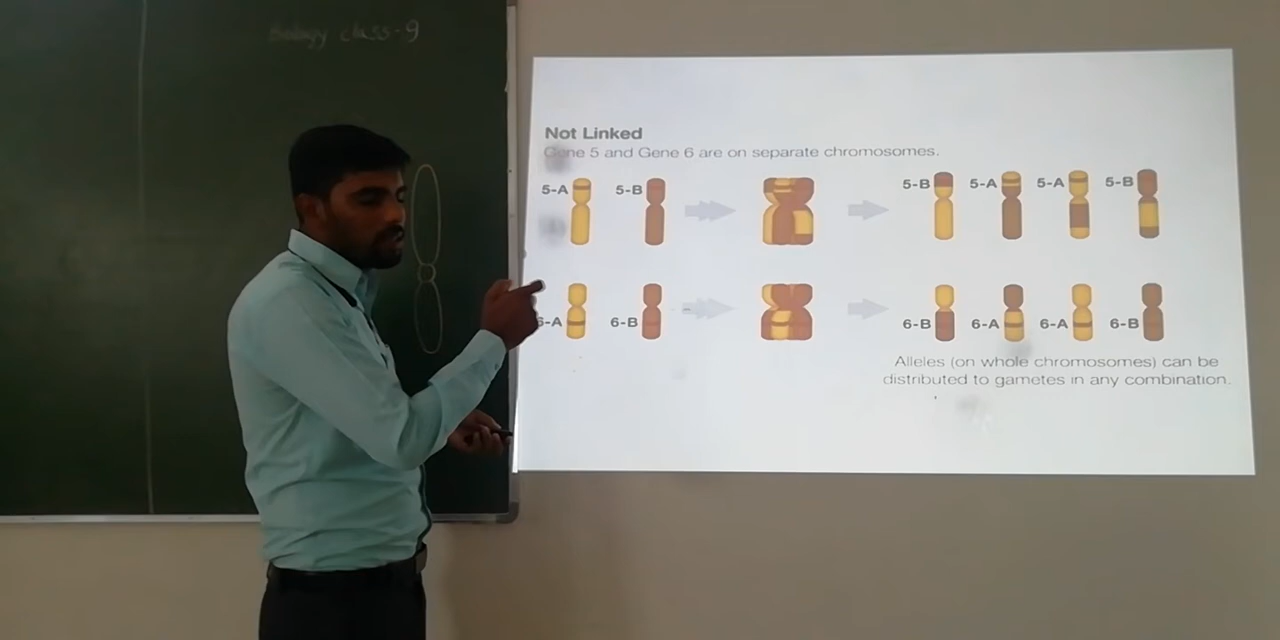 Biology class-9
Not Linked
Gene 5 and Gene 6 are on separate chromosomes.
5-A 5-B 5-B 5-A 5-A 5-B
6-A 6-B 6-B 6-A 6-A 6-B
Alleles (on whole chromosomes) can be
distributed to gametes in any combination.